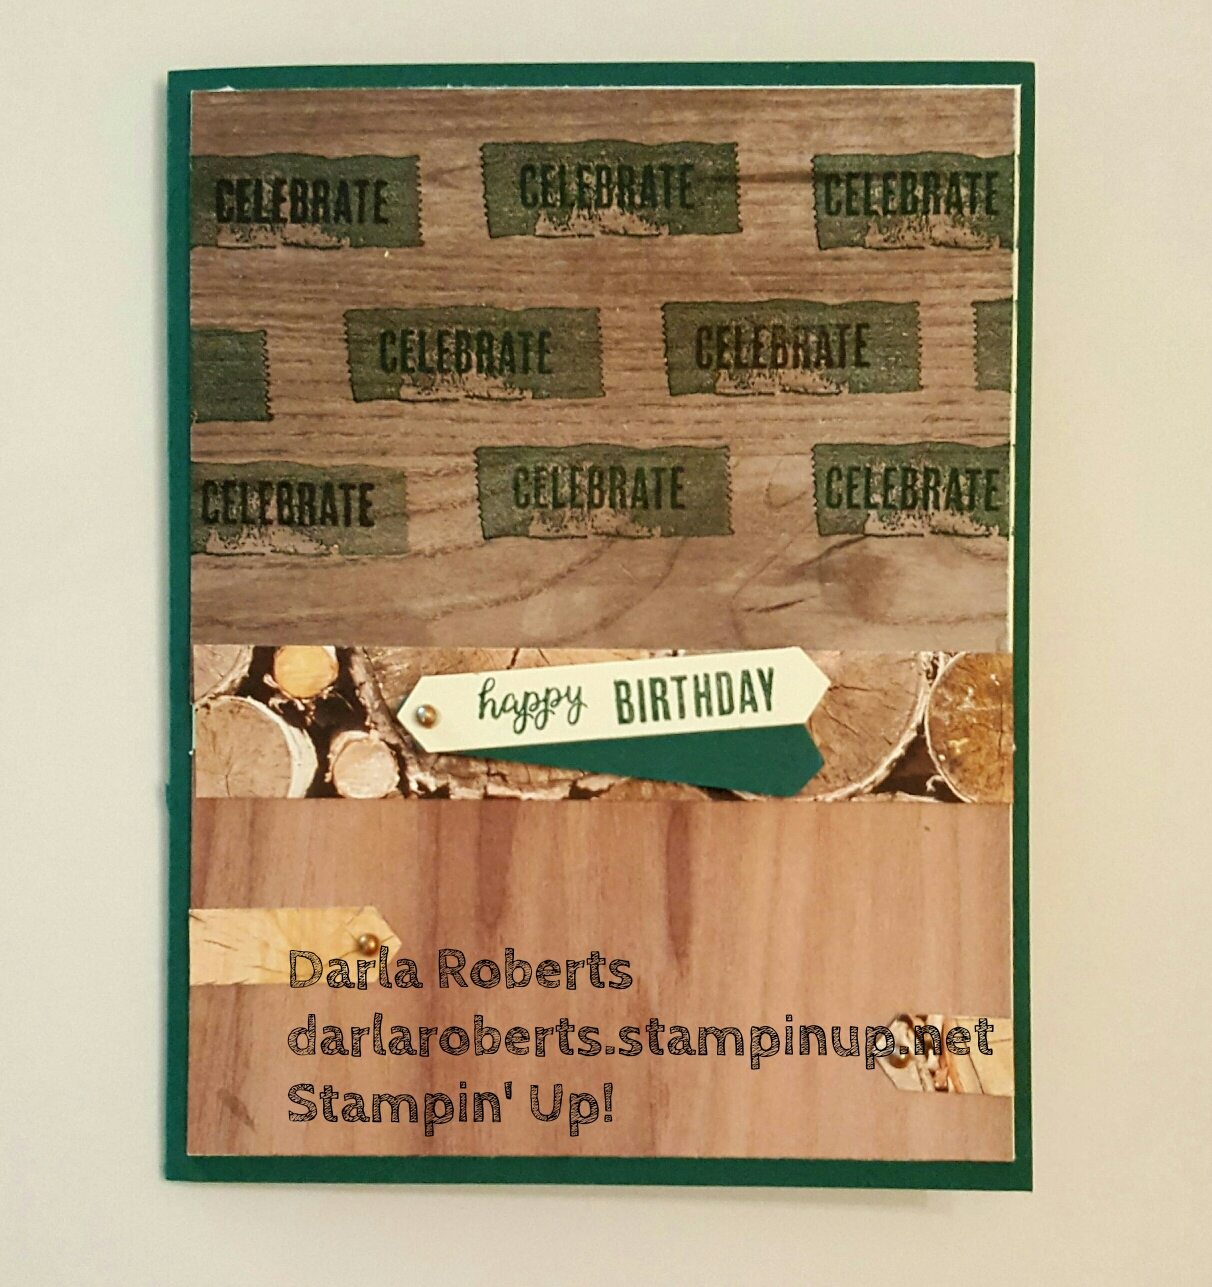 CELEBRATE CELEBRATE CELEBRATE
CELEBRATE CELEBRATE
CELEBRATE CELEBRATE CELEBRATE
happy BIRTHDAY
Darla Roberts
darlaroberts.stampinup.net
Stampin' Up!